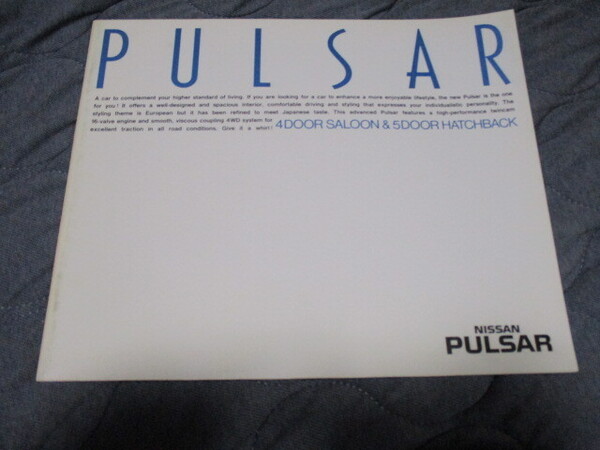 PULSAR
A car to complement your higher standard of living. If you are looking for a car to enhance a more enjoyable lifestyle, the new Pulsar is the one
for you! It offers a well-designed and spacious interior, comfortable driving and styling that expresses your individualistic personality. The
styling theme is European but it has been refined to meet Japanese taste. This advanced Pulsar features a high-performance twincam
16-valve engine and smooth, viscous coupling 4WD system for
excellent traction in all road conditions. Give it a whirl!
4DOOR SALOON & 5DOOR HATCHBACK
NISSAN
PULSAR